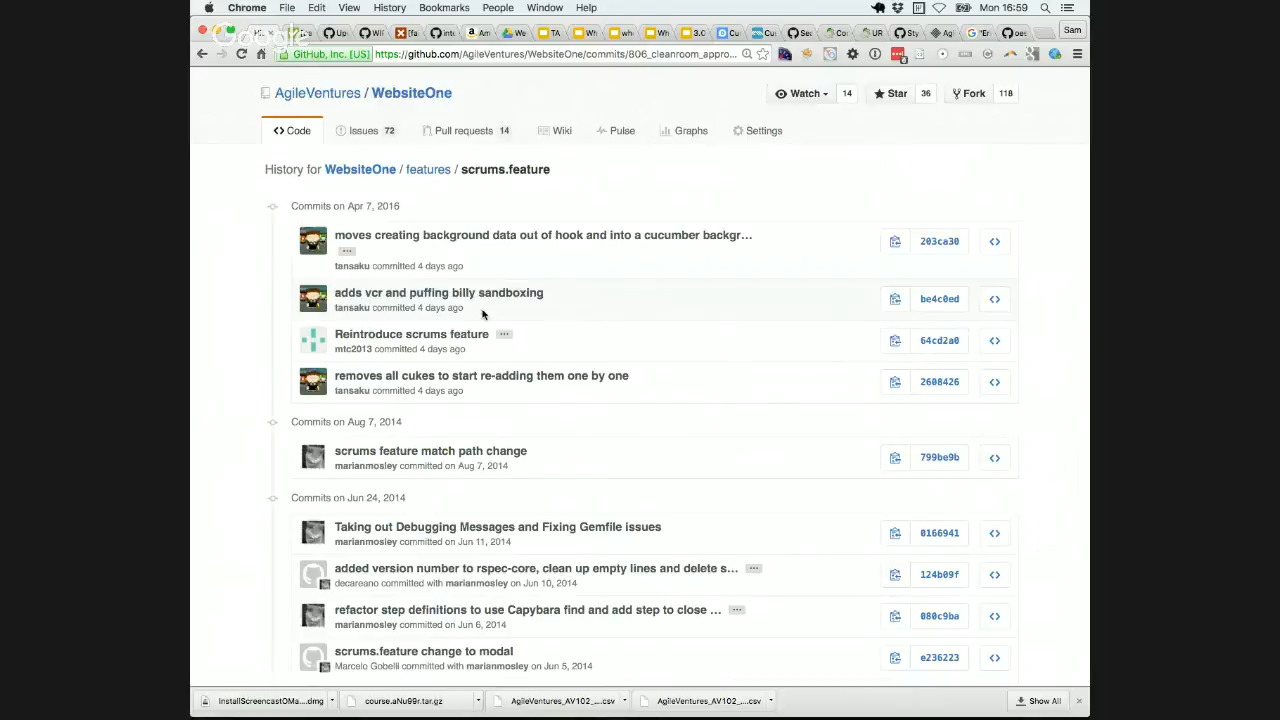 Chrome File Edit View History Bookmarks People Window Help Mon 16:59
Google
Sam
GitHub, Inc. [US] https://github.com/AgileVentures/WebsiteOne/commits/806_cleanroom_appro...
AgileVentures / WebsiteOne Watch 14 Star 36 Fork 118
Code Issues 72 Pull requests 14 Wiki Pulse Graphs Settings
History for WebsiteOne / features / scrums.feature
Commits on Apr 7, 2016
moves creating background data out of hook and into a cucumber backgr… 203ca30
tansaku committed 4 days ago
adds vcr and puffing billy sandboxing be4c0ed
tansaku committed 4 days ago
Reintroduce scrums feature 64cd2a0
mtc2013 committed 4 days ago
removes all cukes to start re-adding them one by one 2608426
tansaku committed 4 days ago
Commits on Aug 7, 2014
scrums feature match path change 799be9b
marianmosley committed on Aug 7, 2014
Commits on Jun 24, 2014
Taking out Debugging Messages and Fixing Gemfile issues 0166941
marianmosley committed on Jun 11, 2014
added version number to rspec-core, clean up empty lines and delete s… 124b09f
decareano committed with marianmosley on Jun 10, 2014
refactor step definitions to use Capybara find and add step to close … 080c9ba
marianmosley committed on Jun 6, 2014
scrums.feature change to modal e236223
Marcelo Gobelli committed with marianmosley on Jun 5, 2014
InstallScreencastOMa....dmg course.aNu99r.tar.gz AgileVentures_AV102_....csv AgileVentures_AV102_....csv Show All